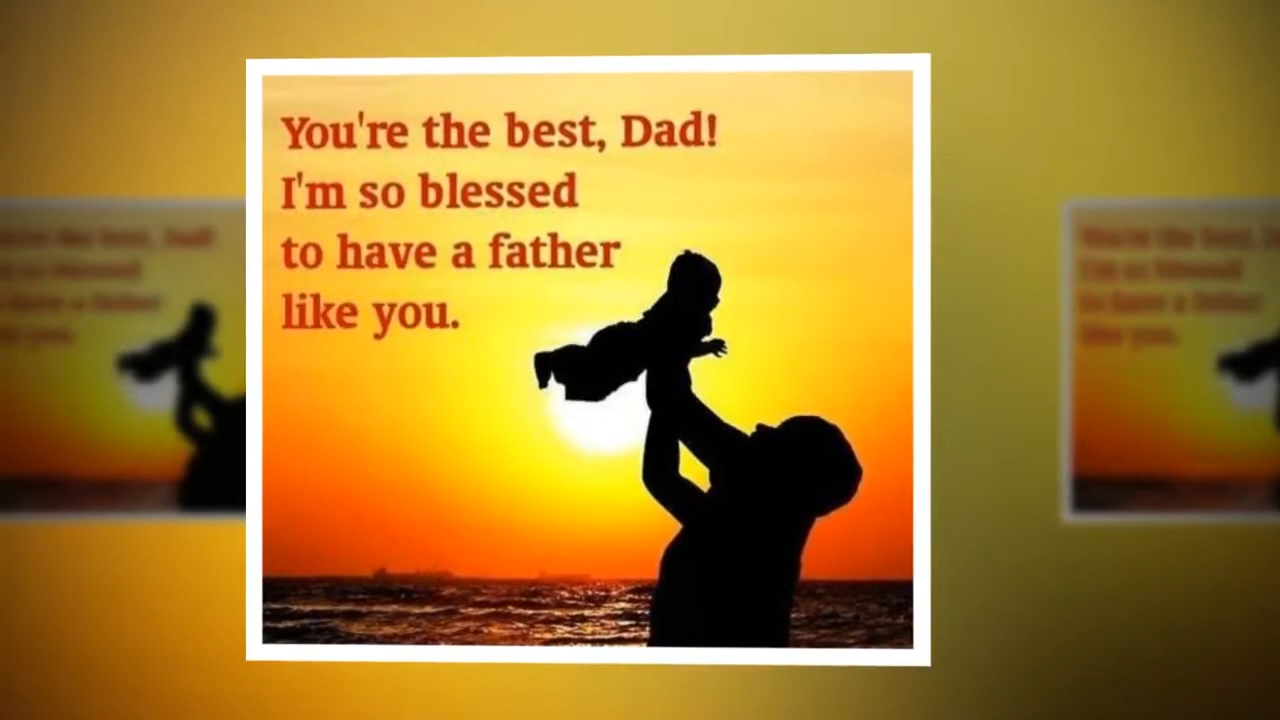 You're the best, Dad!
I'm so blessed
to have a father
like you.